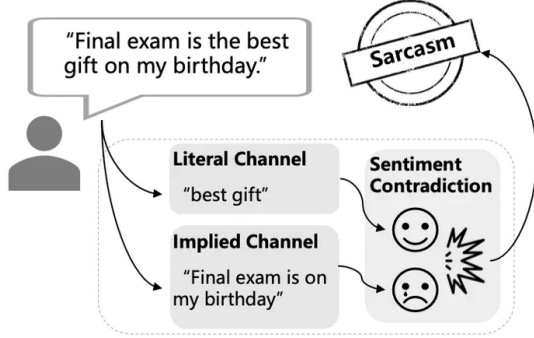 “Final exam is the best
gift on my birthday.”
Sarcasm
Literal Channel
“best gift”
Implied Channel
“Final exam is on
my birthday”
Sentiment
Contradiction